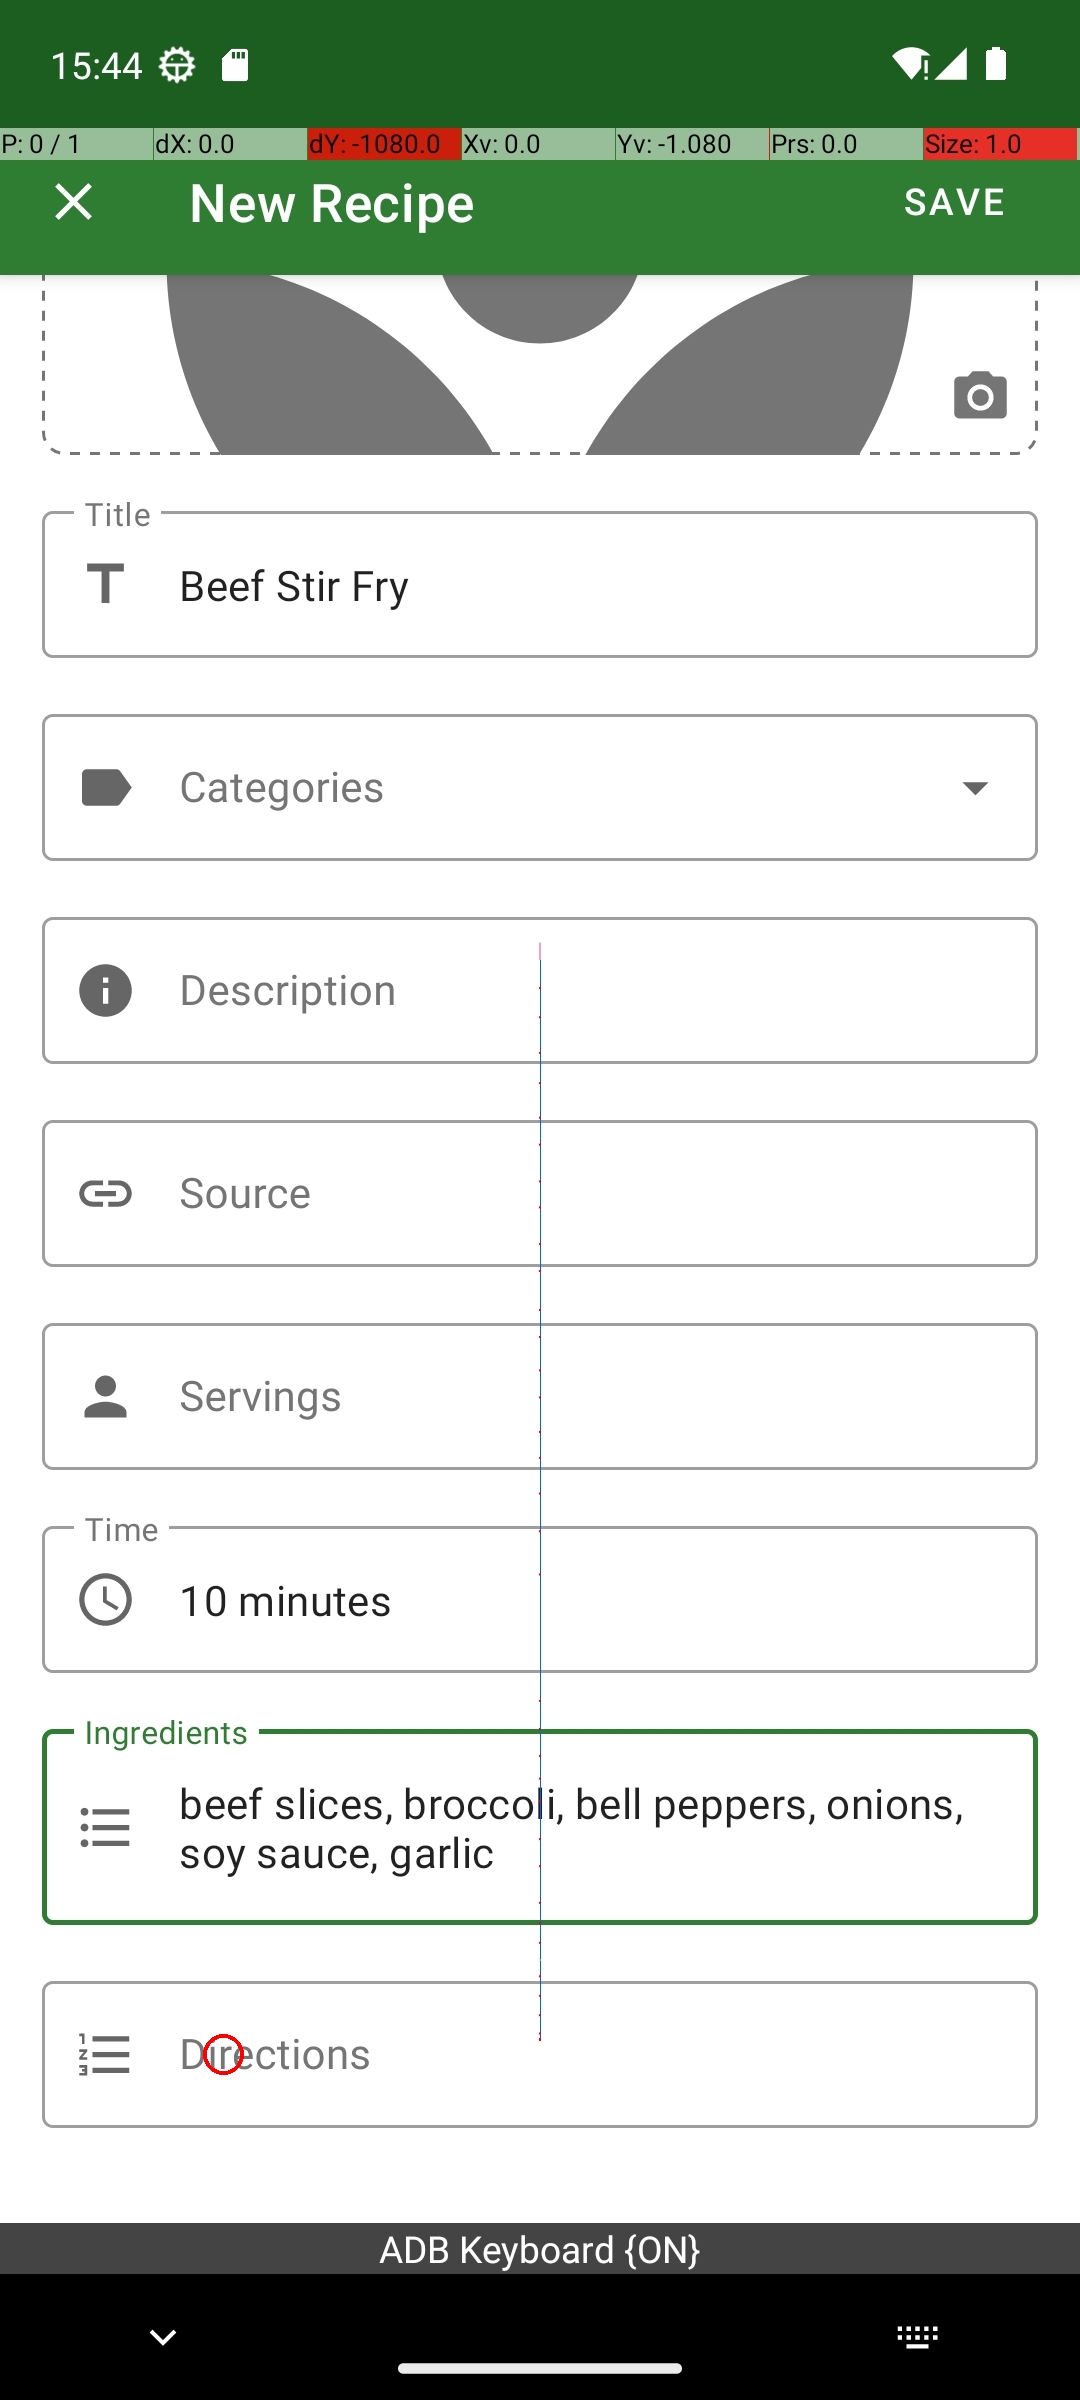 15:44
P: 0 / 1 dX: 0.0 dY: -1080.0 Xv: 0.0 Yv: -1.080 Prs: 0.0 Size: 1.0
New Recipe SAVE
Title
Beef Stir Fry
Categories
Description
Source
Servings
Time
10 minutes
Ingredients
beef slices, broccoli, bell peppers, onions,
soy sauce, garlic
Directions
ADB Keyboard {ON}